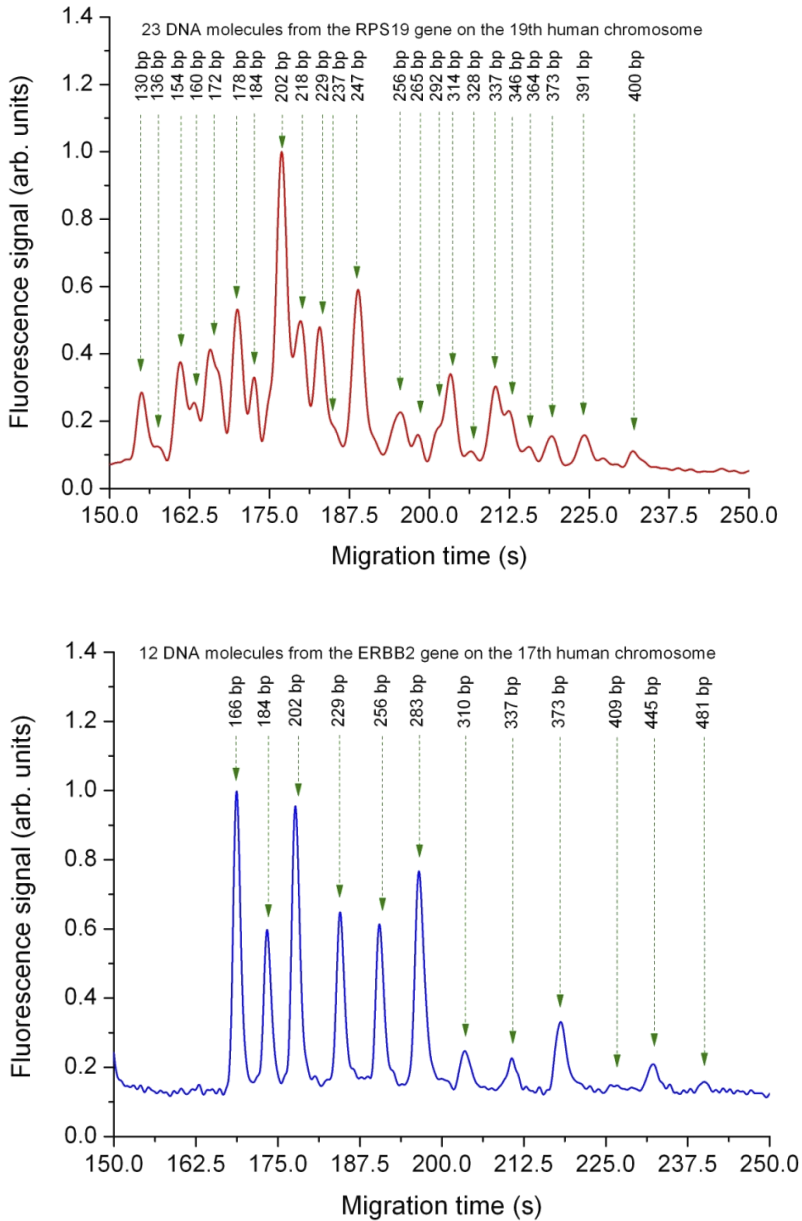 23 DNA molecules from the RPS19 gene on the 19th human chromosome
130 bp
136 bp
154 bp
160 bp
172 bp
178 bp
184 bp
202 bp
218 bp
229 bp
237 bp
247 bp
256 bp
265 bp
292 bp
314 bp
328 bp
337 bp
346 bp
364 bp
373 bp
391 bp
400 bp
Fluorescence signal (arb. units)
1.4
1.2
1.0
0.8
0.6
0.4
0.2
0.0
150.0 162.5 175.0 187.5 200.0 212.5 225.0 237.5 250.0
Migration time (s)
12 DNA molecules from the ERBB2 gene on the 17th human chromosome
166 bp
184 bp
202 bp
229 bp
256 bp
283 bp
310 bp
337 bp
373 bp
409 bp
445 bp
481 bp
Fluorescence signal (arb. units)
1.4
1.2
1.0
0.8
0.6
0.4
0.2
0.0
150.0 162.5 175.0 187.5 200.0 212.5 225.0 237.5 250.0
Migration time (s)